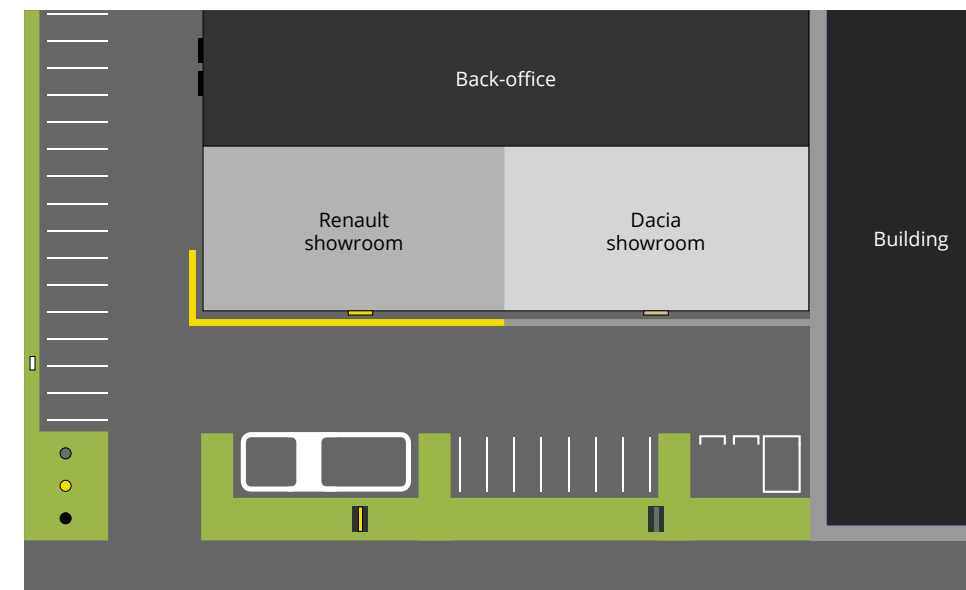 Back-office
Renault
showroom
Dacia
showroom
Building